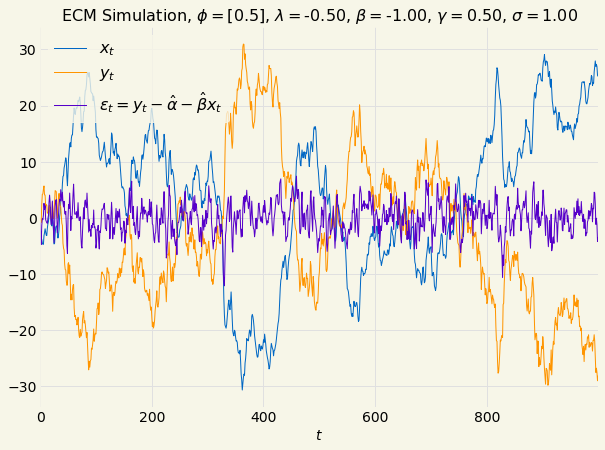 ECM Simulation, ϕ = [0.5], λ = -0.50, β = -1.00, γ = 0.50, σ = 1.00
x_t
y_t
ε_t = y_t − α̂ − β̂x_t
30
20
10
0
−10
−20
−30
0 200 400 600 800
t